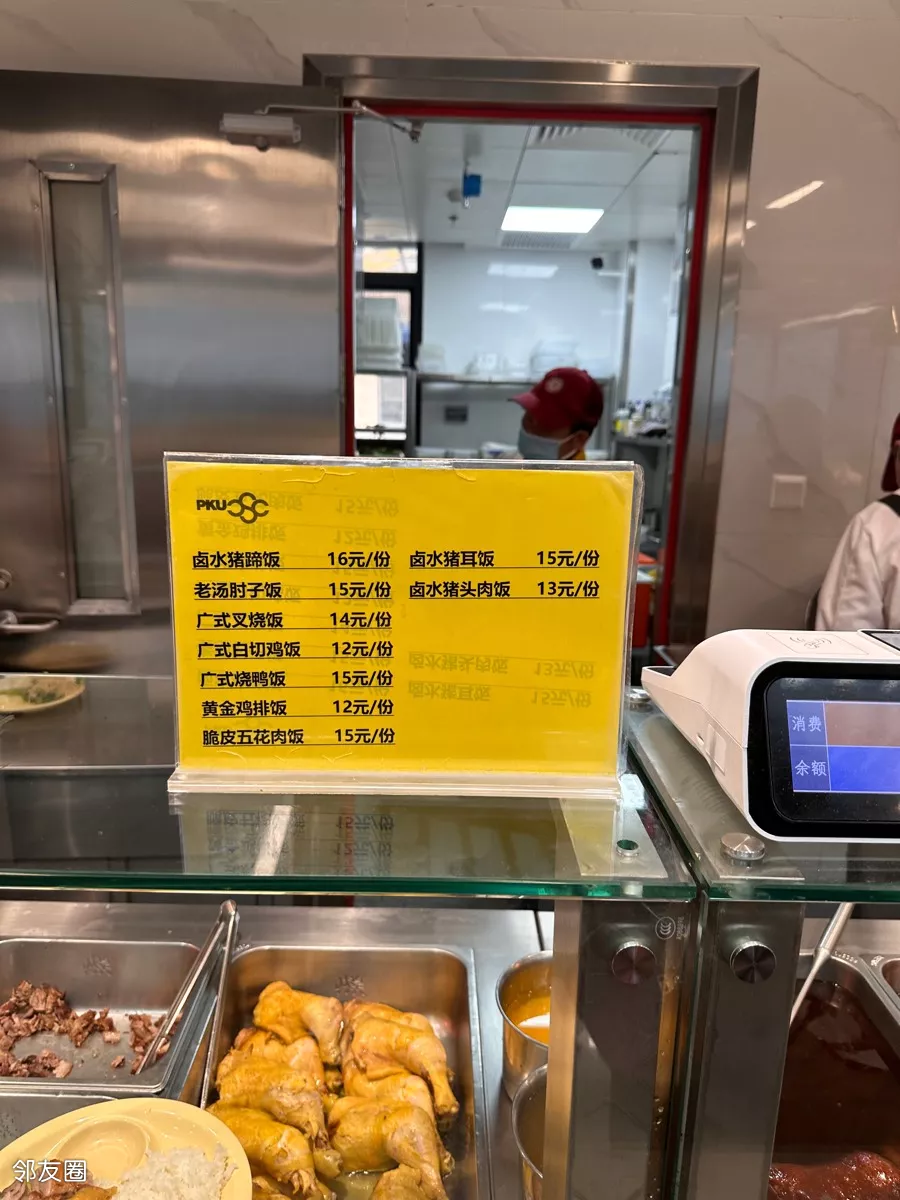 PKU
卤水猪蹄饭 16元/份 卤水猪耳饭 15元/份
老汤肘子饭 15元/份 卤水猪头肉饭 13元/份
广式叉烧饭 14元/份
广式白切鸡饭 12元/份
广式烧鸭饭 15元/份
黄金鸡排饭 12元/份
脆皮五花肉饭 15元/份
消费
余额
邻友圈